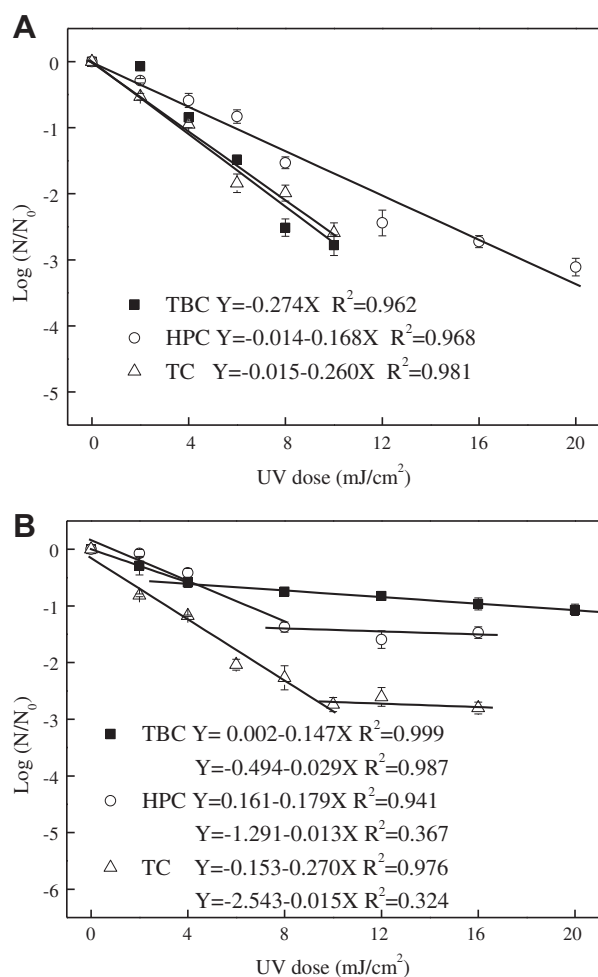 A
0
-1
-2
-3
-4
-5
Log (N/N₀)
TBC Y=-0.274X R²=0.962
HPC Y=-0.014-0.168X R²=0.968
TC Y=-0.015-0.260X R²=0.981
0 4 8 12 16 20
UV dose (mJ/cm²)
B
0
-1
-2
-3
-4
-5
-6
Log (N/N₀)
TBC Y= 0.002-0.147X R²=0.999
Y=-0.494-0.029X R²=0.987
HPC Y=0.161-0.179X R²=0.941
Y=-1.291-0.013X R²=0.367
TC Y=-0.153-0.270X R²=0.976
Y=-2.543-0.015X R²=0.324
0 4 8 12 16 20
UV dose (mJ/cm²)